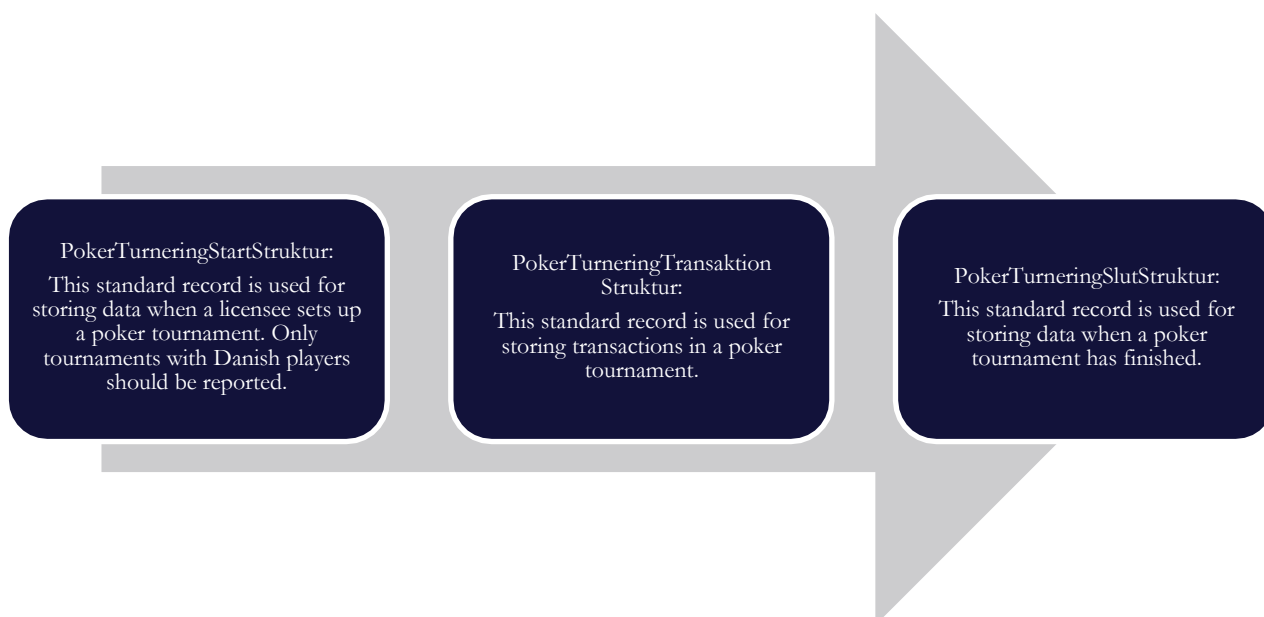 PokerTurneringStartStruktur:
This standard record is used for
storing data when a licensee sets up
a poker tournament. Only
tournaments with Danish players
should be reported.
PokerTurneringTransaktion
Struktur:
This standard record is used for
storing transactions in a poker
tournament.
PokerTurneringSlutStruktur:
This standard record is used for
storing data when a poker
tournament has finished.